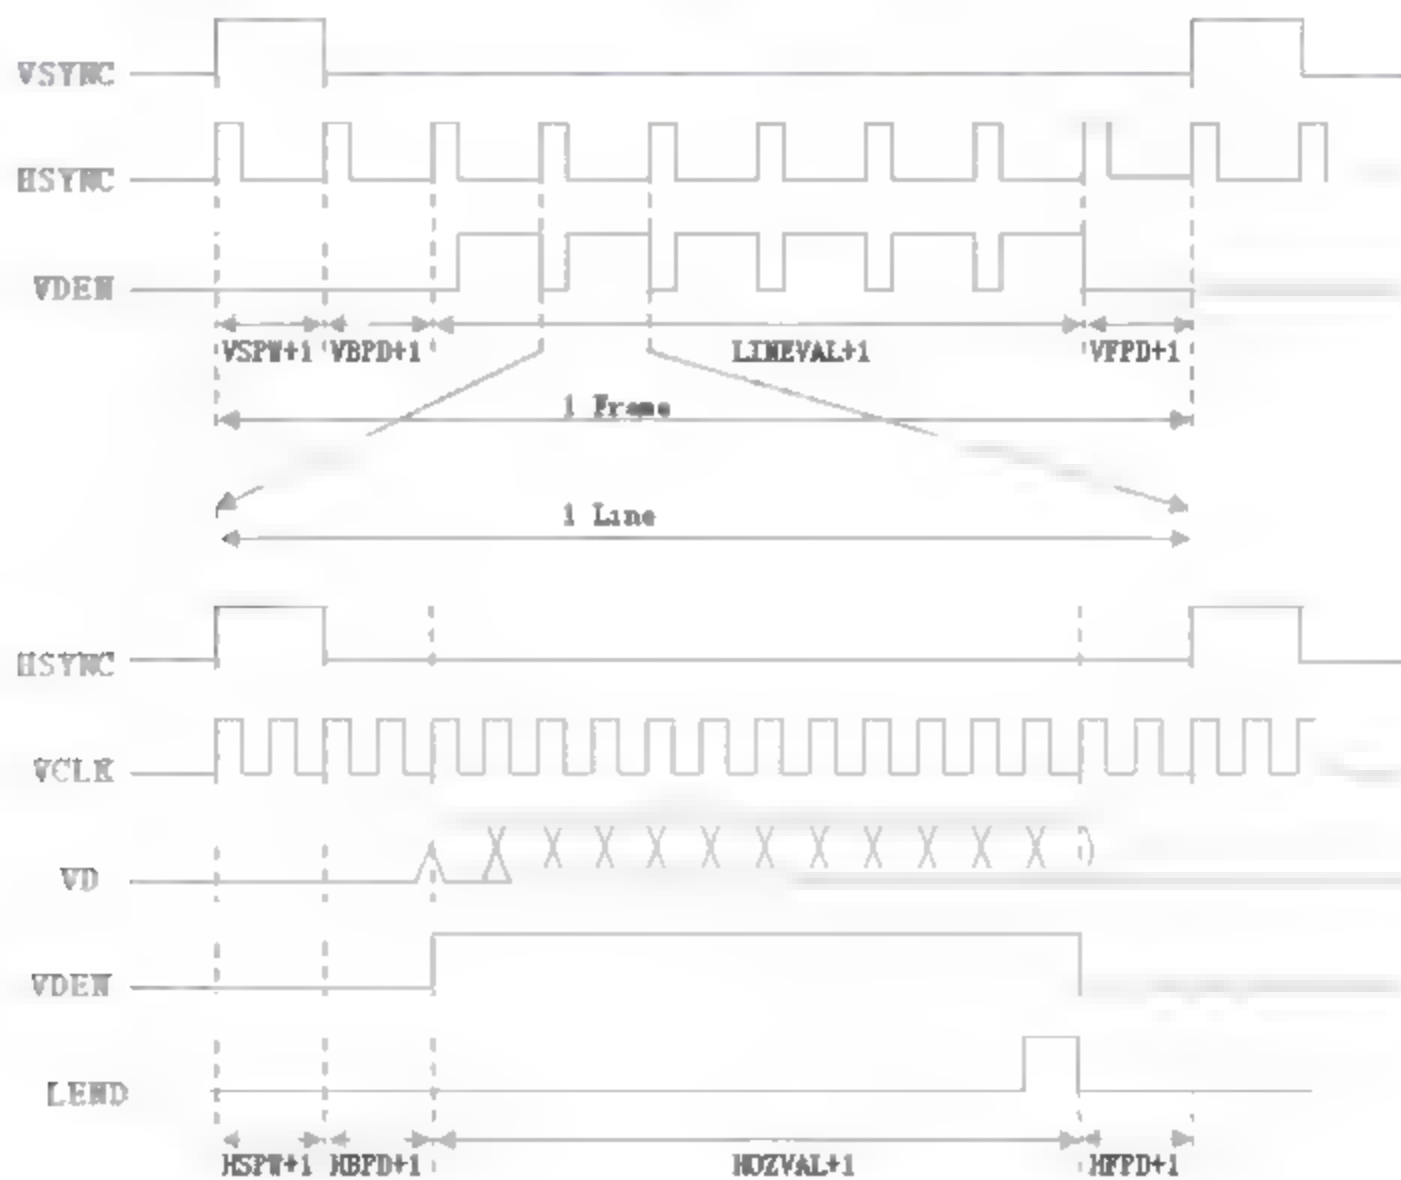 VSYNC
HSYNC
VDEN
VSPW+1 VBPD+1 LINEVAL+1 VFPD+1
1 Frame
1 Line
HSYNC
VCLK
VD
VDEN
LEND
HSPW+1 HBPD+1 HOZVAL+1 HFPD+1